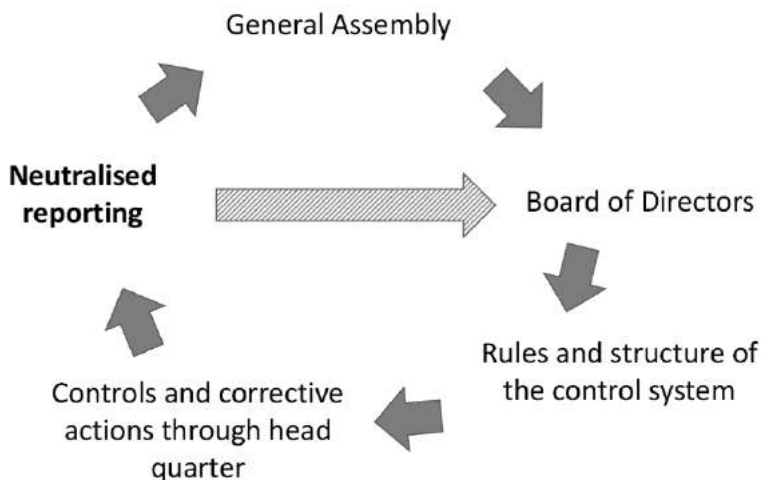 General Assembly
Neutralised
reporting
Board of Directors
Rules and structure of
the control system
Controls and corrective
actions through head
quarter